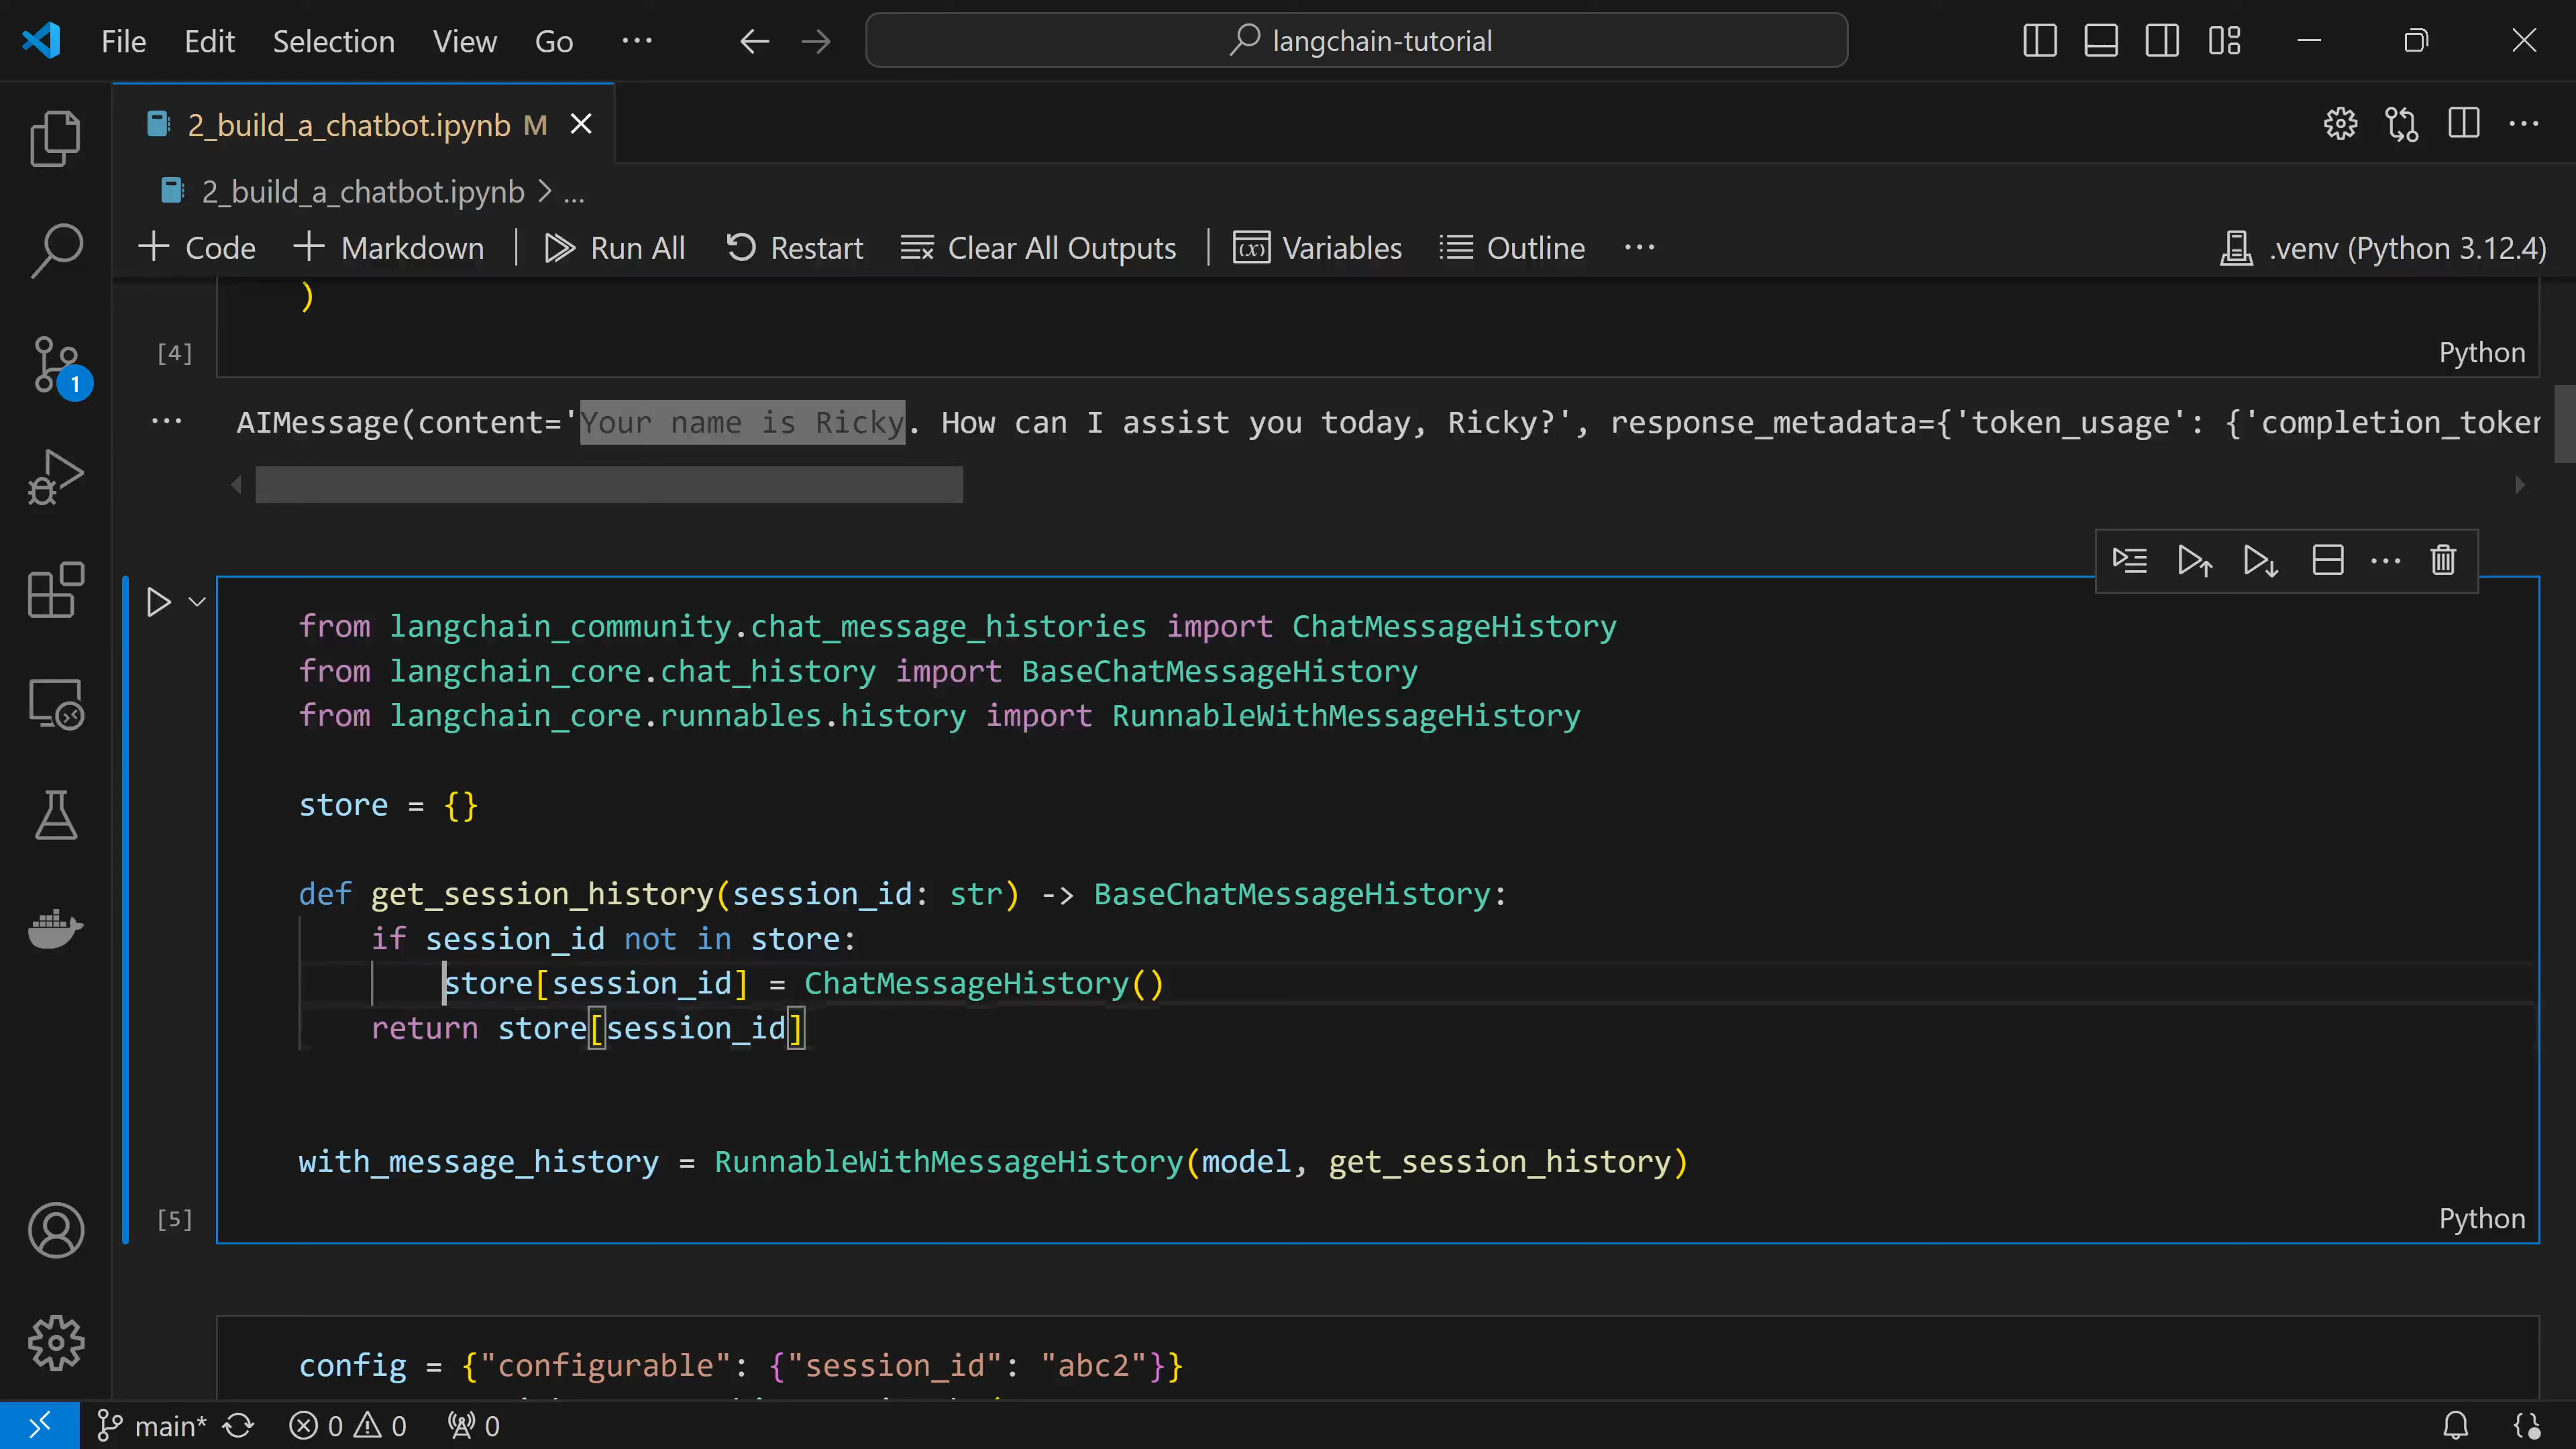 File Edit Selection View Go ... langchain-tutorial
2_build_a_chatbot.ipynb M
2_build_a_chatbot.ipynb > ...
Code Markdown Run All Restart Clear All Outputs Variables Outline ... .venv (Python 3.12.4)
)
[4] Python
AIMessage(content='Your name is Ricky. How can I assist you today, Ricky?', response_metadata={'token_usage': {'completion_token
from langchain_community.chat_message_histories import ChatMessageHistory
from langchain_core.chat_history import BaseChatMessageHistory
from langchain_core.runnables.history import RunnableWithMessageHistory
store = {}
def get_session_history(session_id: str) -> BaseChatMessageHistory:
if session_id not in store:
store[session_id] = ChatMessageHistory()
return store[session_id]
with_message_history = RunnableWithMessageHistory(model, get_session_history)
[5] Python
config = {"configurable": {"session_id": "abc2"}}
1
main* 0 0 0